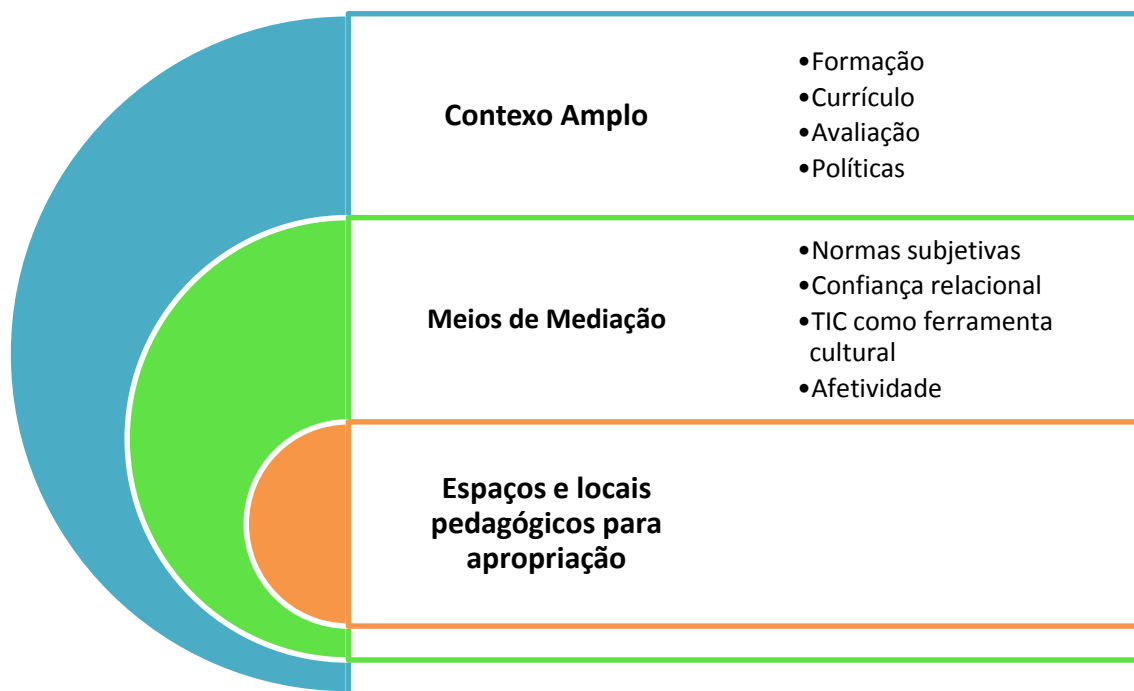 Contexo Amplo
•Formação
•Currículo
•Avaliação
•Políticas
Meios de Mediação
•Normas subjetivas
•Confiança relacional
•TIC como ferramenta
cultural
•Afetividade
Espaços e locais
pedagógicos para
apropriação